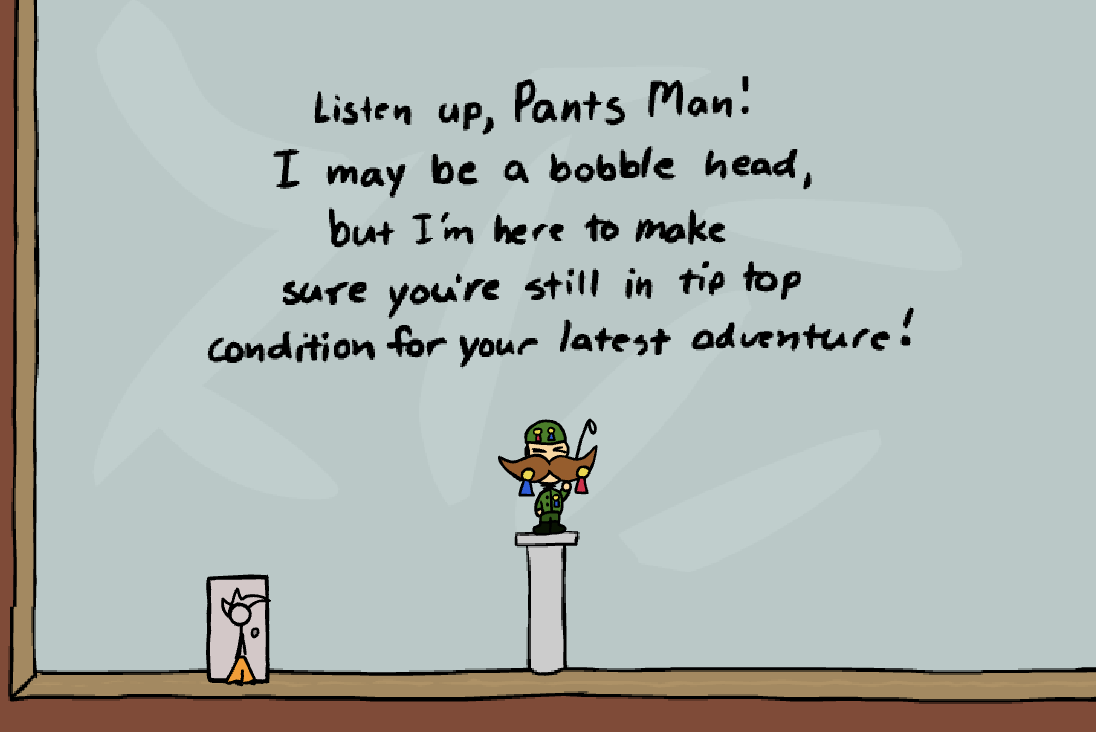 Listen up, Pants Man!
I may be a bobble head,
but I'm here to make
sure you're still in tip top
condition for your latest adventure!